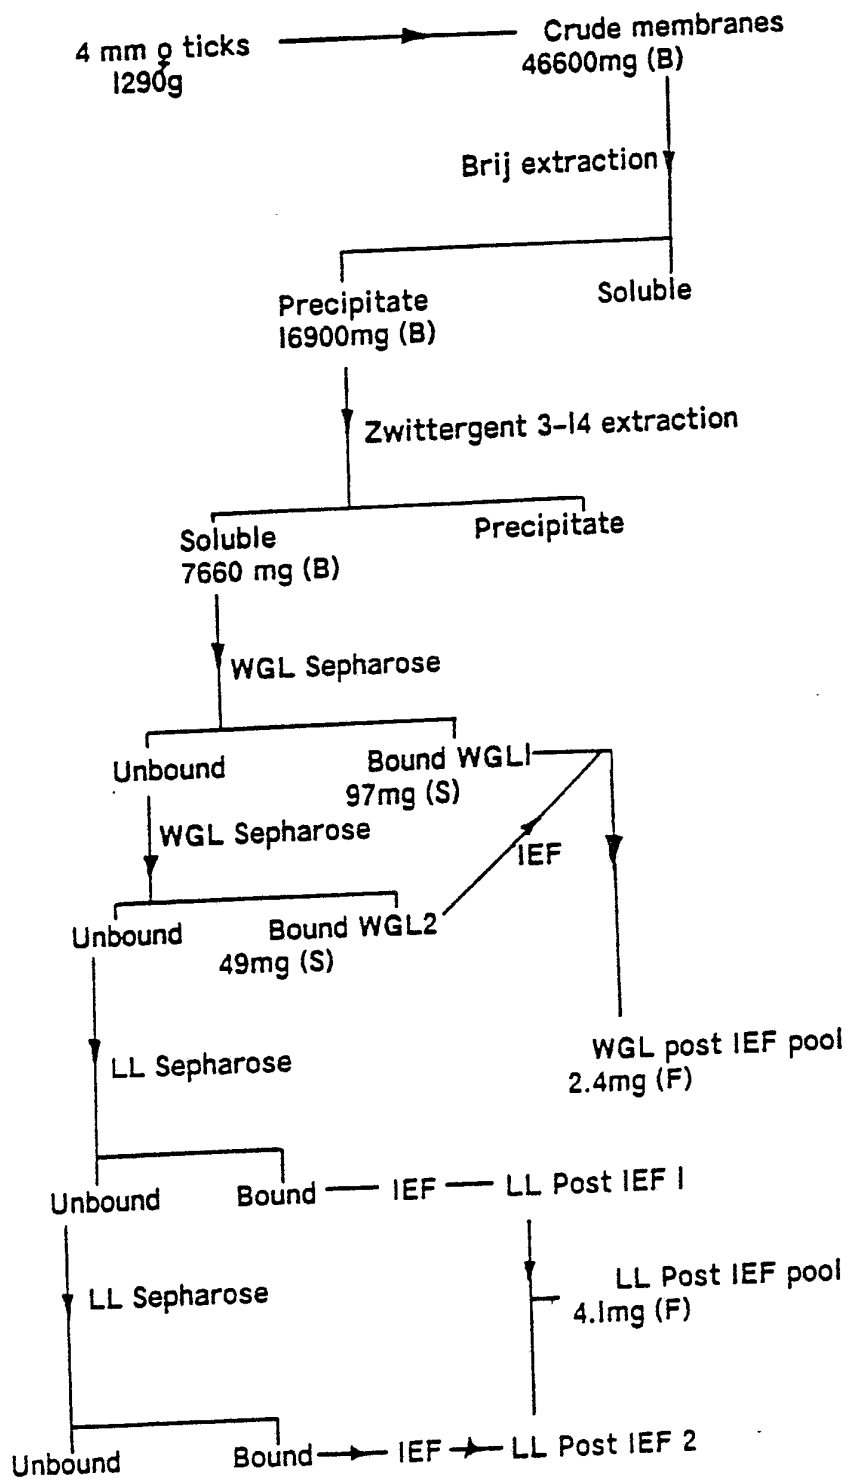 4 mm ♀ ticks
1290g
Crude membranes
46600mg (B)
Brij extraction
Precipitate
16900mg (B)
Soluble
Zwittergent 3-14 extraction
Soluble
7660 mg (B)
Precipitate
WGL Sepharose
Unbound
Bound WGL1
97mg (S)
WGL Sepharose
IEF
Unbound
Bound WGL2
49mg (S)
WGL post IEF pool
2.4mg (F)
LL Sepharose
Unbound
Bound
IEF
LL Post IEF 1
LL Sepharose
LL Post IEF pool
4.1mg (F)
Unbound
Bound
IEF
LL Post IEF 2